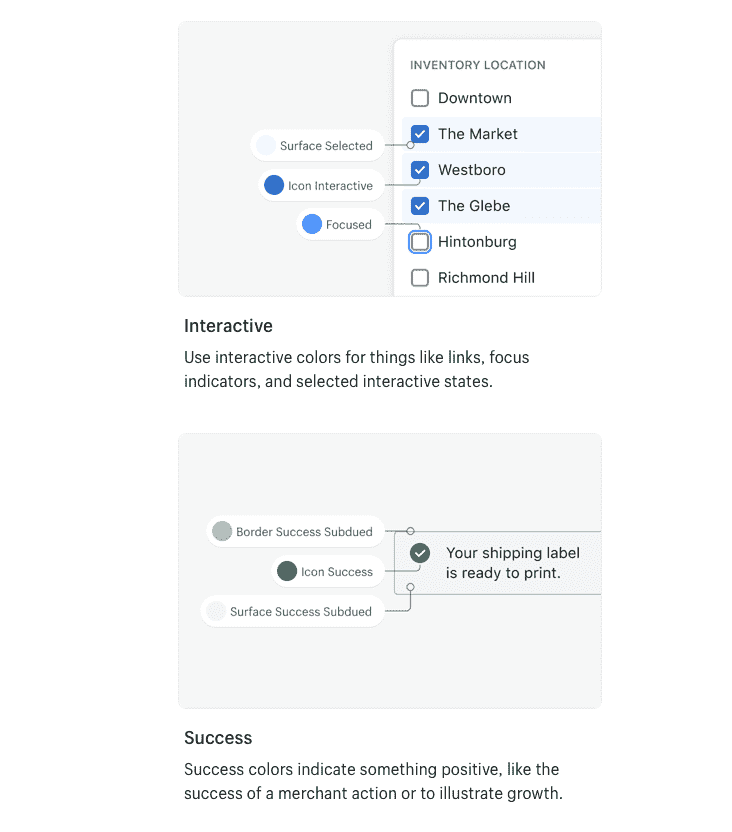 INVENTORY LOCATION
Downtown
The Market
Surface Selected
Westboro
Icon Interactive
The Glebe
Focused
Hintonburg
Richmond Hill
Interactive
Use interactive colors for things like links, focus
indicators, and selected interactive states.
Border Success Subdued
Your shipping label
is ready to print.
Icon Success
Surface Success Subdued
Success
Success colors indicate something positive, like the
success of a merchant action or to illustrate growth.